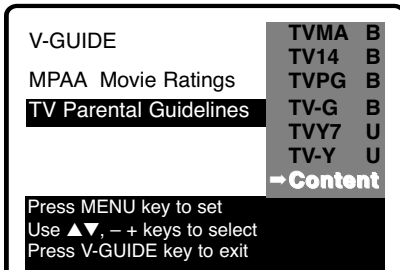 V-GUIDE
MPAA Movie Ratings
TV Parental Guidelines
TVMA B
TV14 B
TVPG B
TV-G B
TVY7 U
TV-Y U
➡Content
Press MENU key to set
Use ▲▼, – + keys to select
Press V-GUIDE key to exit